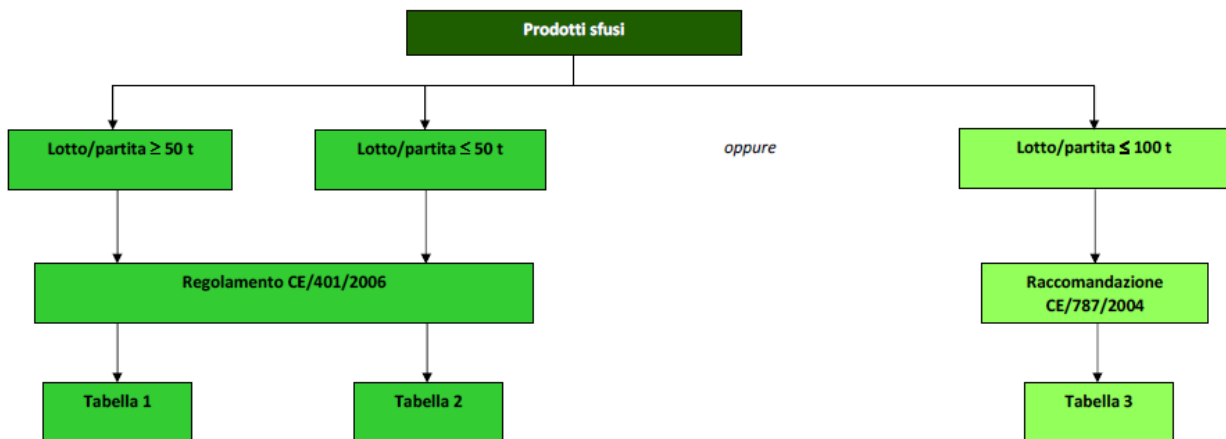 Prodotti sfusi
Lotto/partita ≥ 50 t
Lotto/partita ≤ 50 t
oppure
Lotto/partita ≤ 100 t
Regolamento CE/401/2006
Raccomandazione
CE/787/2004
Tabella 1
Tabella 2
Tabella 3